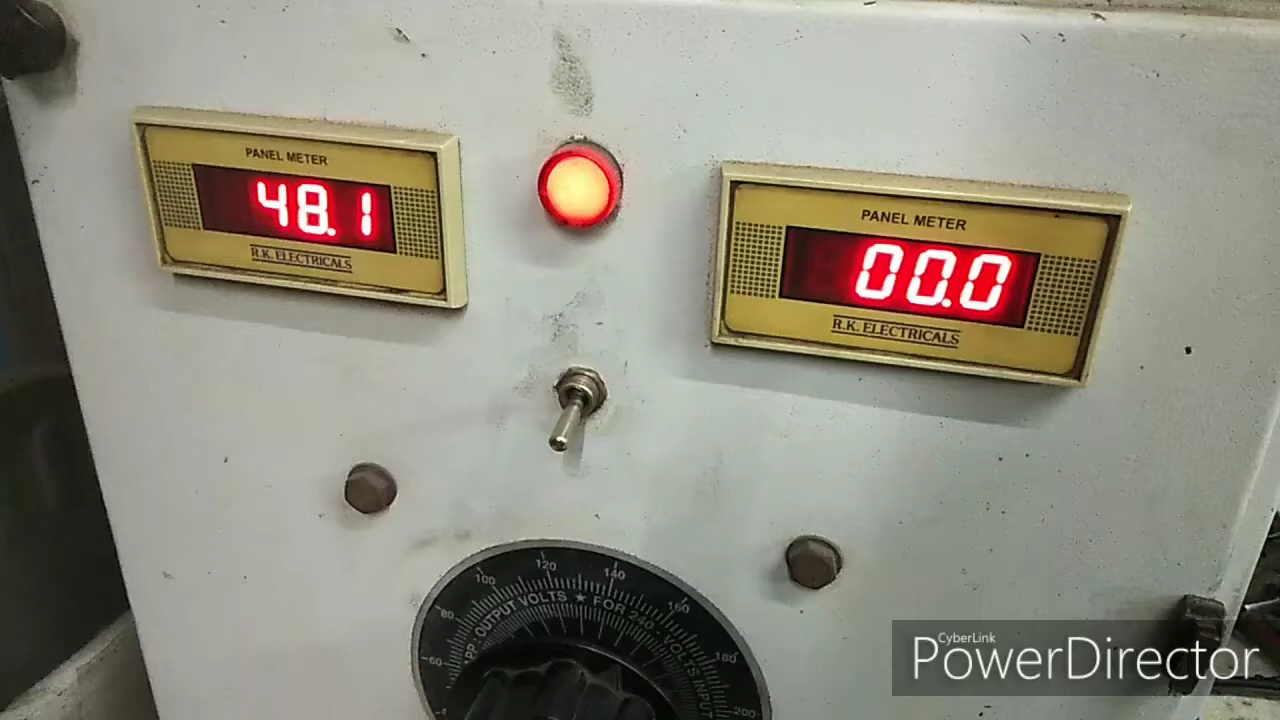 PANEL METER
48.1
R.K. ELECTRICALS
PANEL METER
00.0
R.K. ELECTRICALS
60 80 100 120 140 160 180 200
OUTPUT VOLTS ★ FOR 240 VOLTS INPUT
CyberLink
PowerDirector